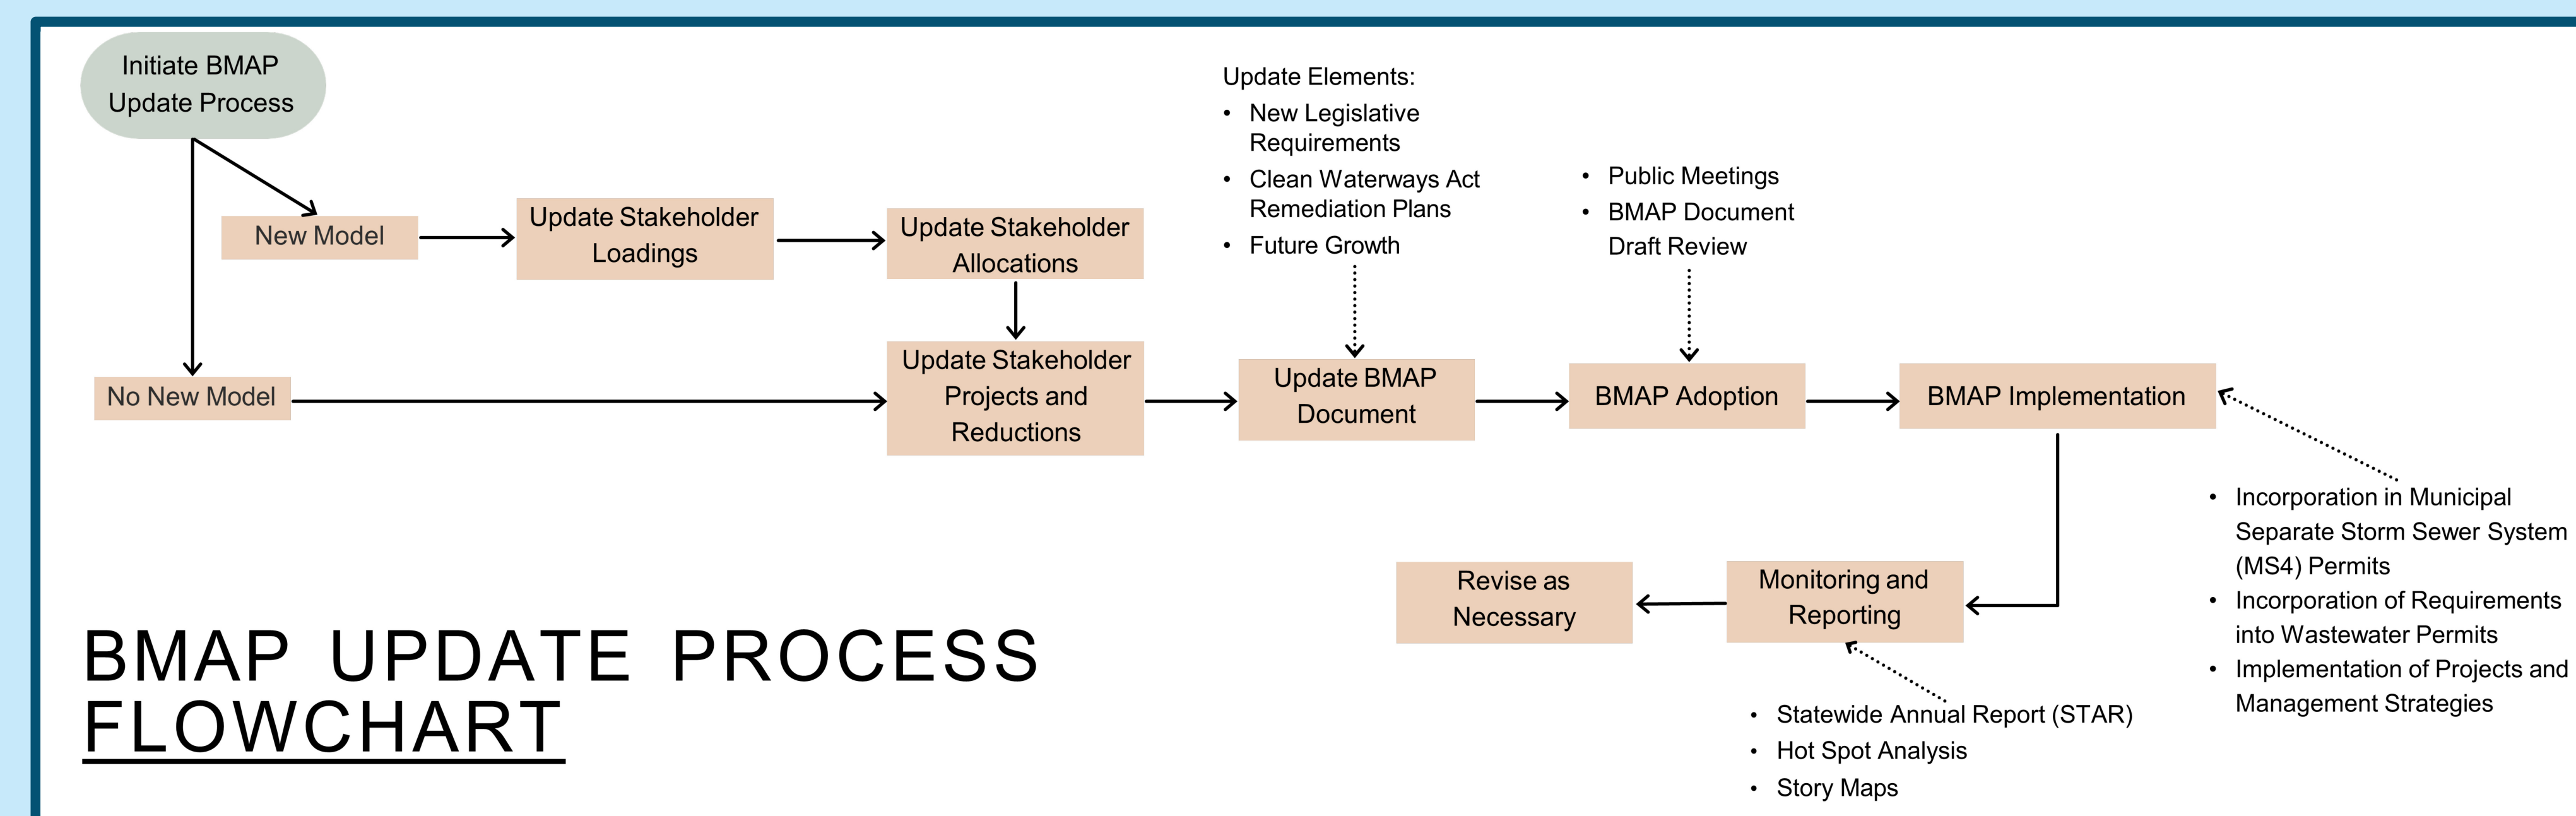 Initiate BMAP
Update Process
New Model
Update Stakeholder
Loadings
Update Stakeholder
Allocations
Update Elements:
• New Legislative
Requirements
• Clean Waterways Act
Remediation Plans
• Future Growth
• Public Meetings
• BMAP Document
Draft Review
No New Model
Update Stakeholder
Projects and
Reductions
Update BMAP
Document
BMAP Adoption
BMAP Implementation
• Incorporation in Municipal
Separate Storm Sewer System
(MS4) Permits
• Incorporation of Requirements
into Wastewater Permits
• Implementation of Projects and
Management Strategies
Monitoring and
Reporting
Revise as
Necessary
• Statewide Annual Report (STAR)
• Hot Spot Analysis
• Story Maps
BMAP UPDATE PROCESS
FLOWCHART